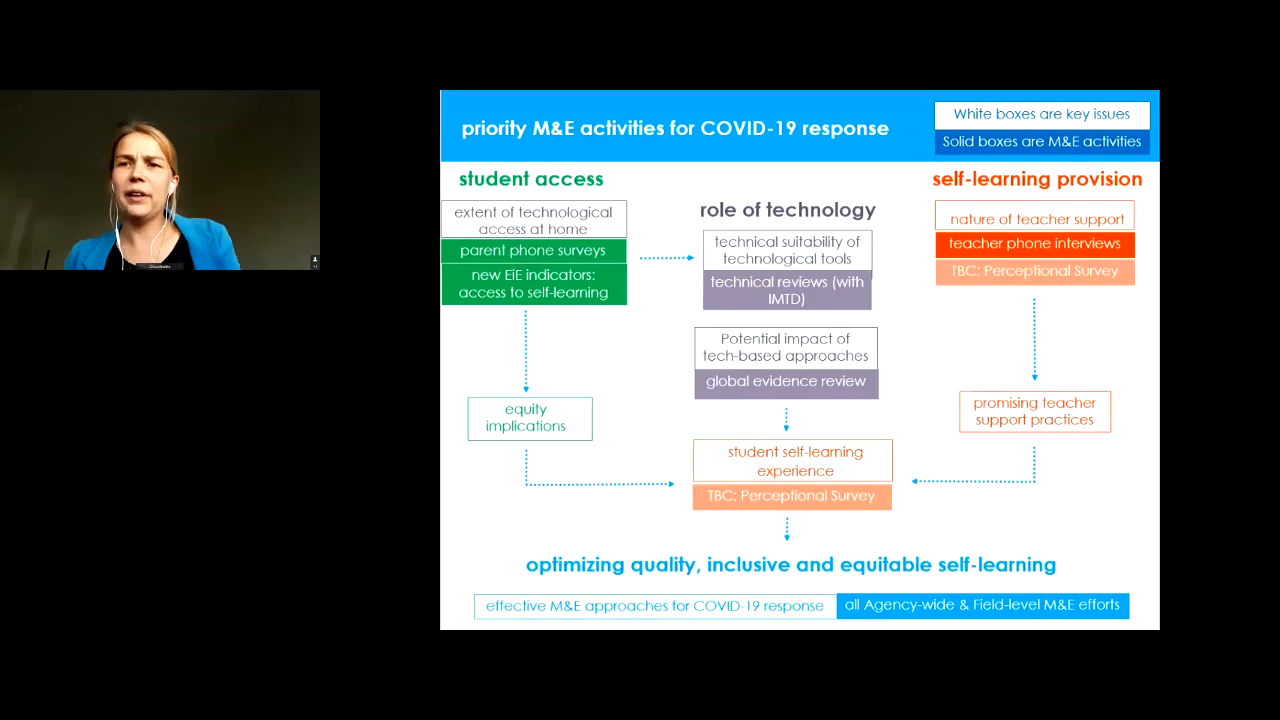 priority M&E activities for COVID-19 response
White boxes are key issues
Solid boxes are M&E activities
student access
extent of technological
access at home
parent phone surveys
new EiE indicators:
access to self-learning
equity
implications
role of technology
technical suitability of
technological tools
technical reviews (with
IMTD)
Potential impact of
tech-based approaches
global evidence review
student self-learning
experience
TBC: Perceptional Survey
self-learning provision
nature of teacher support
teacher phone interviews
TBC: Perceptional Survey
promising teacher
support practices
optimizing quality, inclusive and equitable self-learning
effective M&E approaches for COVID-19 response
all Agency-wide & Field-level M&E efforts